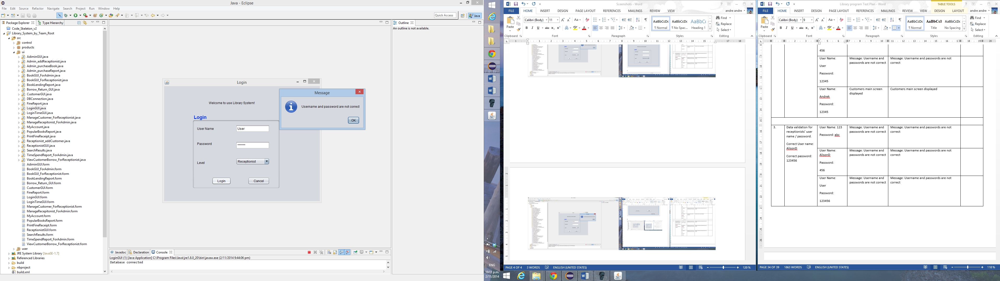 Java - Eclipse
File Edit Source Refactor Navigate Search Project Run Window Help
Quick Access
Java
Package Explorer
Type Hierarchy
Code_Skeleton_v2
Library_System_by_Team_Root
src
control
products
ui
AdiminGUI.java
Admin_addReceptionist.java
Admin_purchaseBook.java
Admin_purchaseReport.java
BookGUI_ForAdmin.java
BookGUI_ForReceptionist.java
BookLendingReport.java
Borrow_Return_GUI.java
CustomerGUI.java
DBConnection.java
FineReport.java
LoginGUI.java
LoginTimeGUI.java
ManageCustomer_ForReceptionist.java
ManageRecepitonist_ForAdmin.java
MyAccount.java
PopularBooksReport.java
PrintFineReceipt.java
Receptionist_addCustomer.java
ReceptionistGUI.java
SearchResults.java
TimeSpendReport_ForAdmin.java
ViewCustomerBorrow_ForReceptionist.java
AdiminGUI.form
BookGUI_ForAdmin.form
BookGUI_ForReceptionist.form
BookLendingReport.form
Borrow_Return_GUI.form
CustomerGUI.form
FineReport.form
LoginGUI.form
LoginTimeGUI.form
ManageCustomer_ForReceptionist.form
ManageRecepitonist_ForAdmin.form
MyAccount.form
PopularBooksReport.form
PrintFineReceipt.form
ReceptionistGUI.form
SearchResults.form
TimeSpendReport_ForAdmin.form
ViewCustomerBorrow_ForReceptionist.form
user
JRE System Library [JavaSE-1.7]
Referenced Libraries
build
nbproject
build.xml
Login
Welcome to use Library System!
Login
User Name
User
Password
******
Level
Receptionist
Login
Cancel
Message
Username and password are not correct
OK
Outline
An outline is not available.
Javadoc
Declaration
Console
LoginGUI (1) [Java Application] C:\Program Files\Java\jre1.8.0_20\bin\javaw.exe (2/11/2014 9:44:06 pm)
Database connected
ENG
10:11 p.m.
2/11/2014
Sceenshots - Word
FILE HOME INSERT DESIGN PAGE LAYOUT REFERENCES MAILINGS REVIEW VIEW
andre andre
Calibri (Body)
11
Paste
AaBbCcDc
¶ Normal
AaBbCcDc
¶ No Spac...
AaBbCc
Heading 1
Find
Replace
Select
Clipboard
Font
Paragraph
Styles
Editing
PAGE 4 OF 4
3 WORDS
ENGLISH (UNITED STATES)
120 %
Library program Test Plan - Word
TABLE TOOLS
FILE HOME INSERT DESIGN PAGE LAYOUT REFERENCES MAILINGS REVIEW VIEW DESIGN LAYOUT
andre andre
Calibri (Body)
9
Paste
AaBbCcDc
¶ Normal
AaBbCcl
Title
AaBbCcDc
No Spacing
Find
Replace
Select
Clipboard
Font
Paragraph
Styles
Editing
456
User Name:
User
Password:
12345
Message: Username and
passwords are not correct
Message: Username and passwords are not
correct
User Name:
Andrek
Password:
12345
Customers main screen
displayed
Customers main screen displayed
3.
Data validation for
receptionists' user
name / password.
Correct User name:
AlisonD
Correct password:
123456
User Name: 123
Password: abc
Message: Username and
passwords are not correct
Message: Username and passwords are not
correct
User Name:
AlisonD
Password:
456
Message: Username and
passwords are not correct
Message: Username and passwords are not
correct
User Name:
User
Password:
123456
Message: Username and
passwords are not correct
Message: Username and passwords are not
correct
PAGE 34 OF 39
1863 WORDS
ENGLISH (UNITED STATES)
110 %